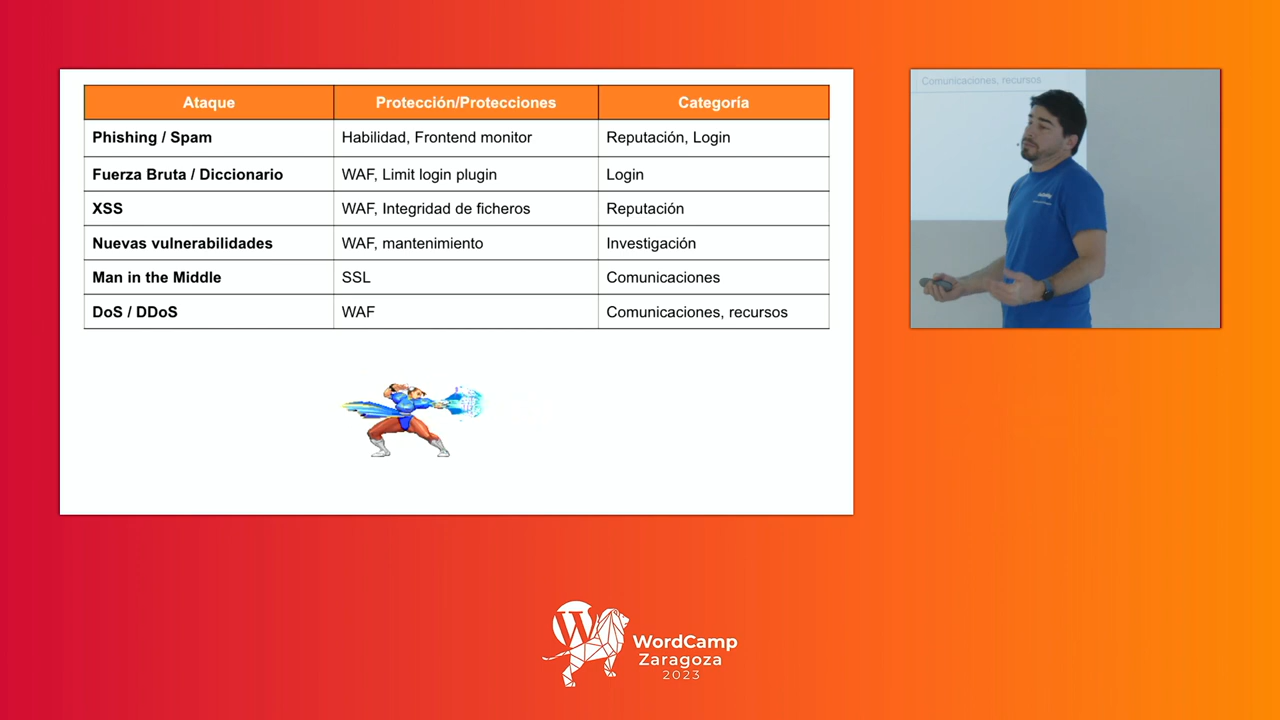 Ataque Protección/Protecciones Categoría
Phishing / Spam Habilidad, Frontend monitor Reputación, Login
Fuerza Bruta / Diccionario WAF, Limit login plugin Login
XSS WAF, Integridad de ficheros Reputación
Nuevas vulnerabilidades WAF, mantenimiento Investigación
Man in the Middle SSL Comunicaciones
DoS / DDoS WAF Comunicaciones, recursos
Comunicaciones, recursos
WordCamp
Zaragoza
2023